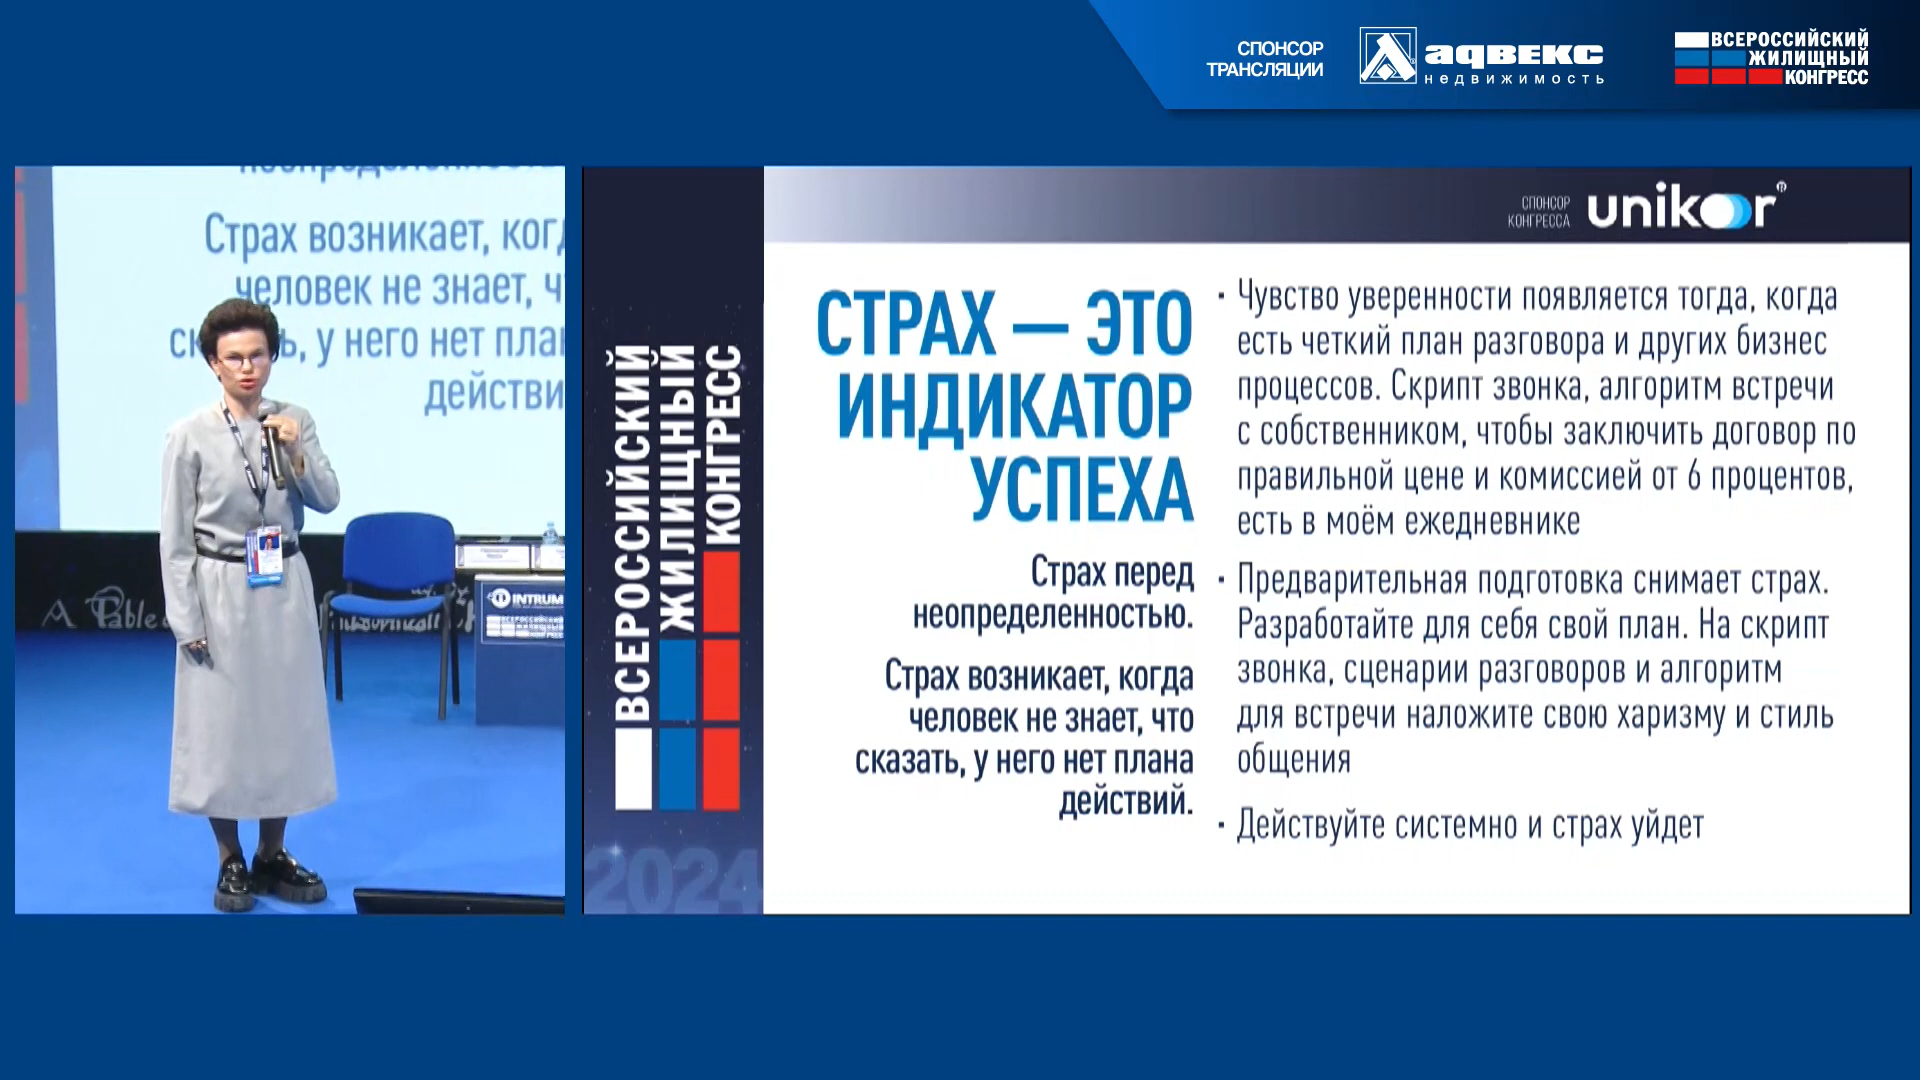 СПОНСОР
ТРАНСЛЯЦИИ
адвекс
недвижимость
ВСЕРОССИЙСКИЙ
ЖИЛИЩНЫЙ
КОНГРЕСС
Страх возникает, когд
человек не знает, ч
ь, у него нет план
действи
A Pable
INTRUM
ВСЕРОССИЙСКИЙ
ЖИЛИЩНЫЙ
КОНГРЕСС
2024
СПОНСОР
КОНГРЕССА
unikor®
СТРАХ — ЭТО
ИНДИКАТОР
УСПЕХА
Страх перед
неопределенностью.
Страх возникает, когда
человек не знает, что
сказать, у него нет плана
действий.
· Чувство уверенности появляется тогда, когда
есть четкий план разговора и других бизнес
процессов. Скрипт звонка, алгоритм встречи
с собственником, чтобы заключить договор по
правильной цене и комиссией от 6 процентов,
есть в моём ежедневнике
· Предварительная подготовка снимает страх.
Разработайте для себя свой план. На скрипт
звонка, сценарии разговоров и алгоритм
для встречи наложите свою харизму и стиль
общения
· Действуйте системно и страх уйдет